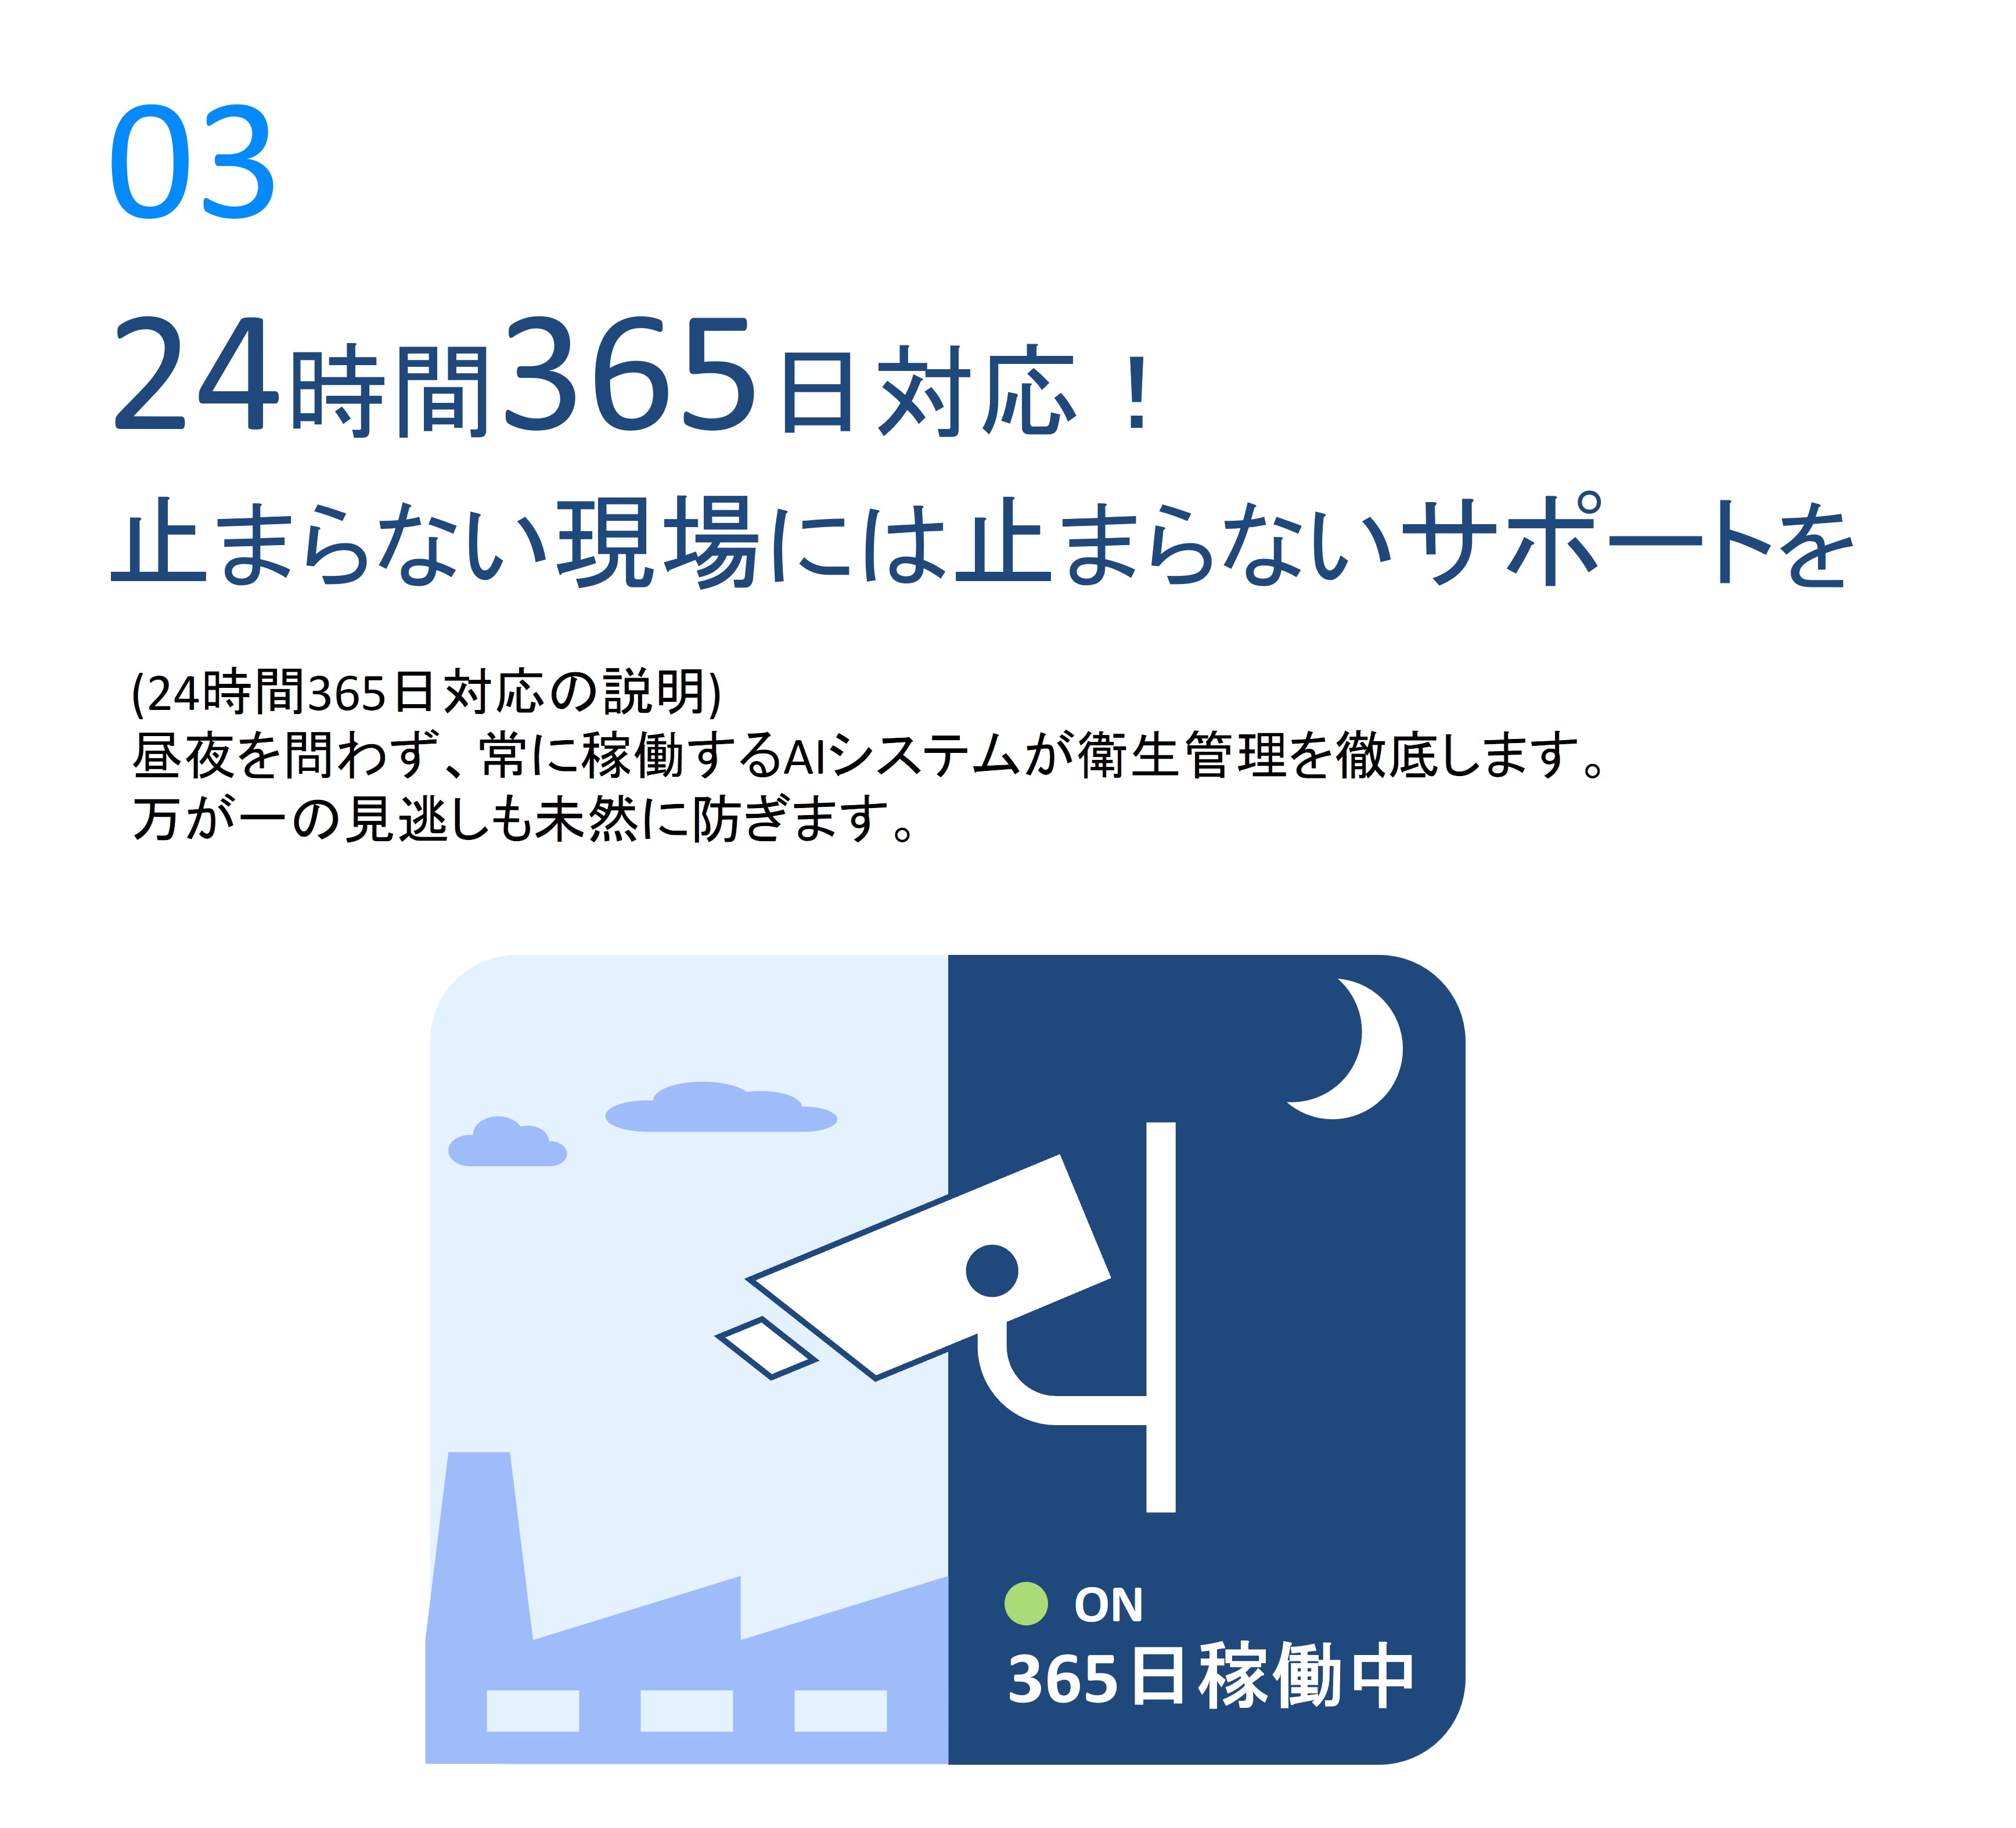 03
24時間365日対応！
止まらない現場には止まらないサポートを
(24時間365日対応の説明)
昼夜を問わず、常に稼働するAIシステムが衛生管理を徹底します。
万が一の見逃しも未然に防ぎます。
ON
365日稼働中